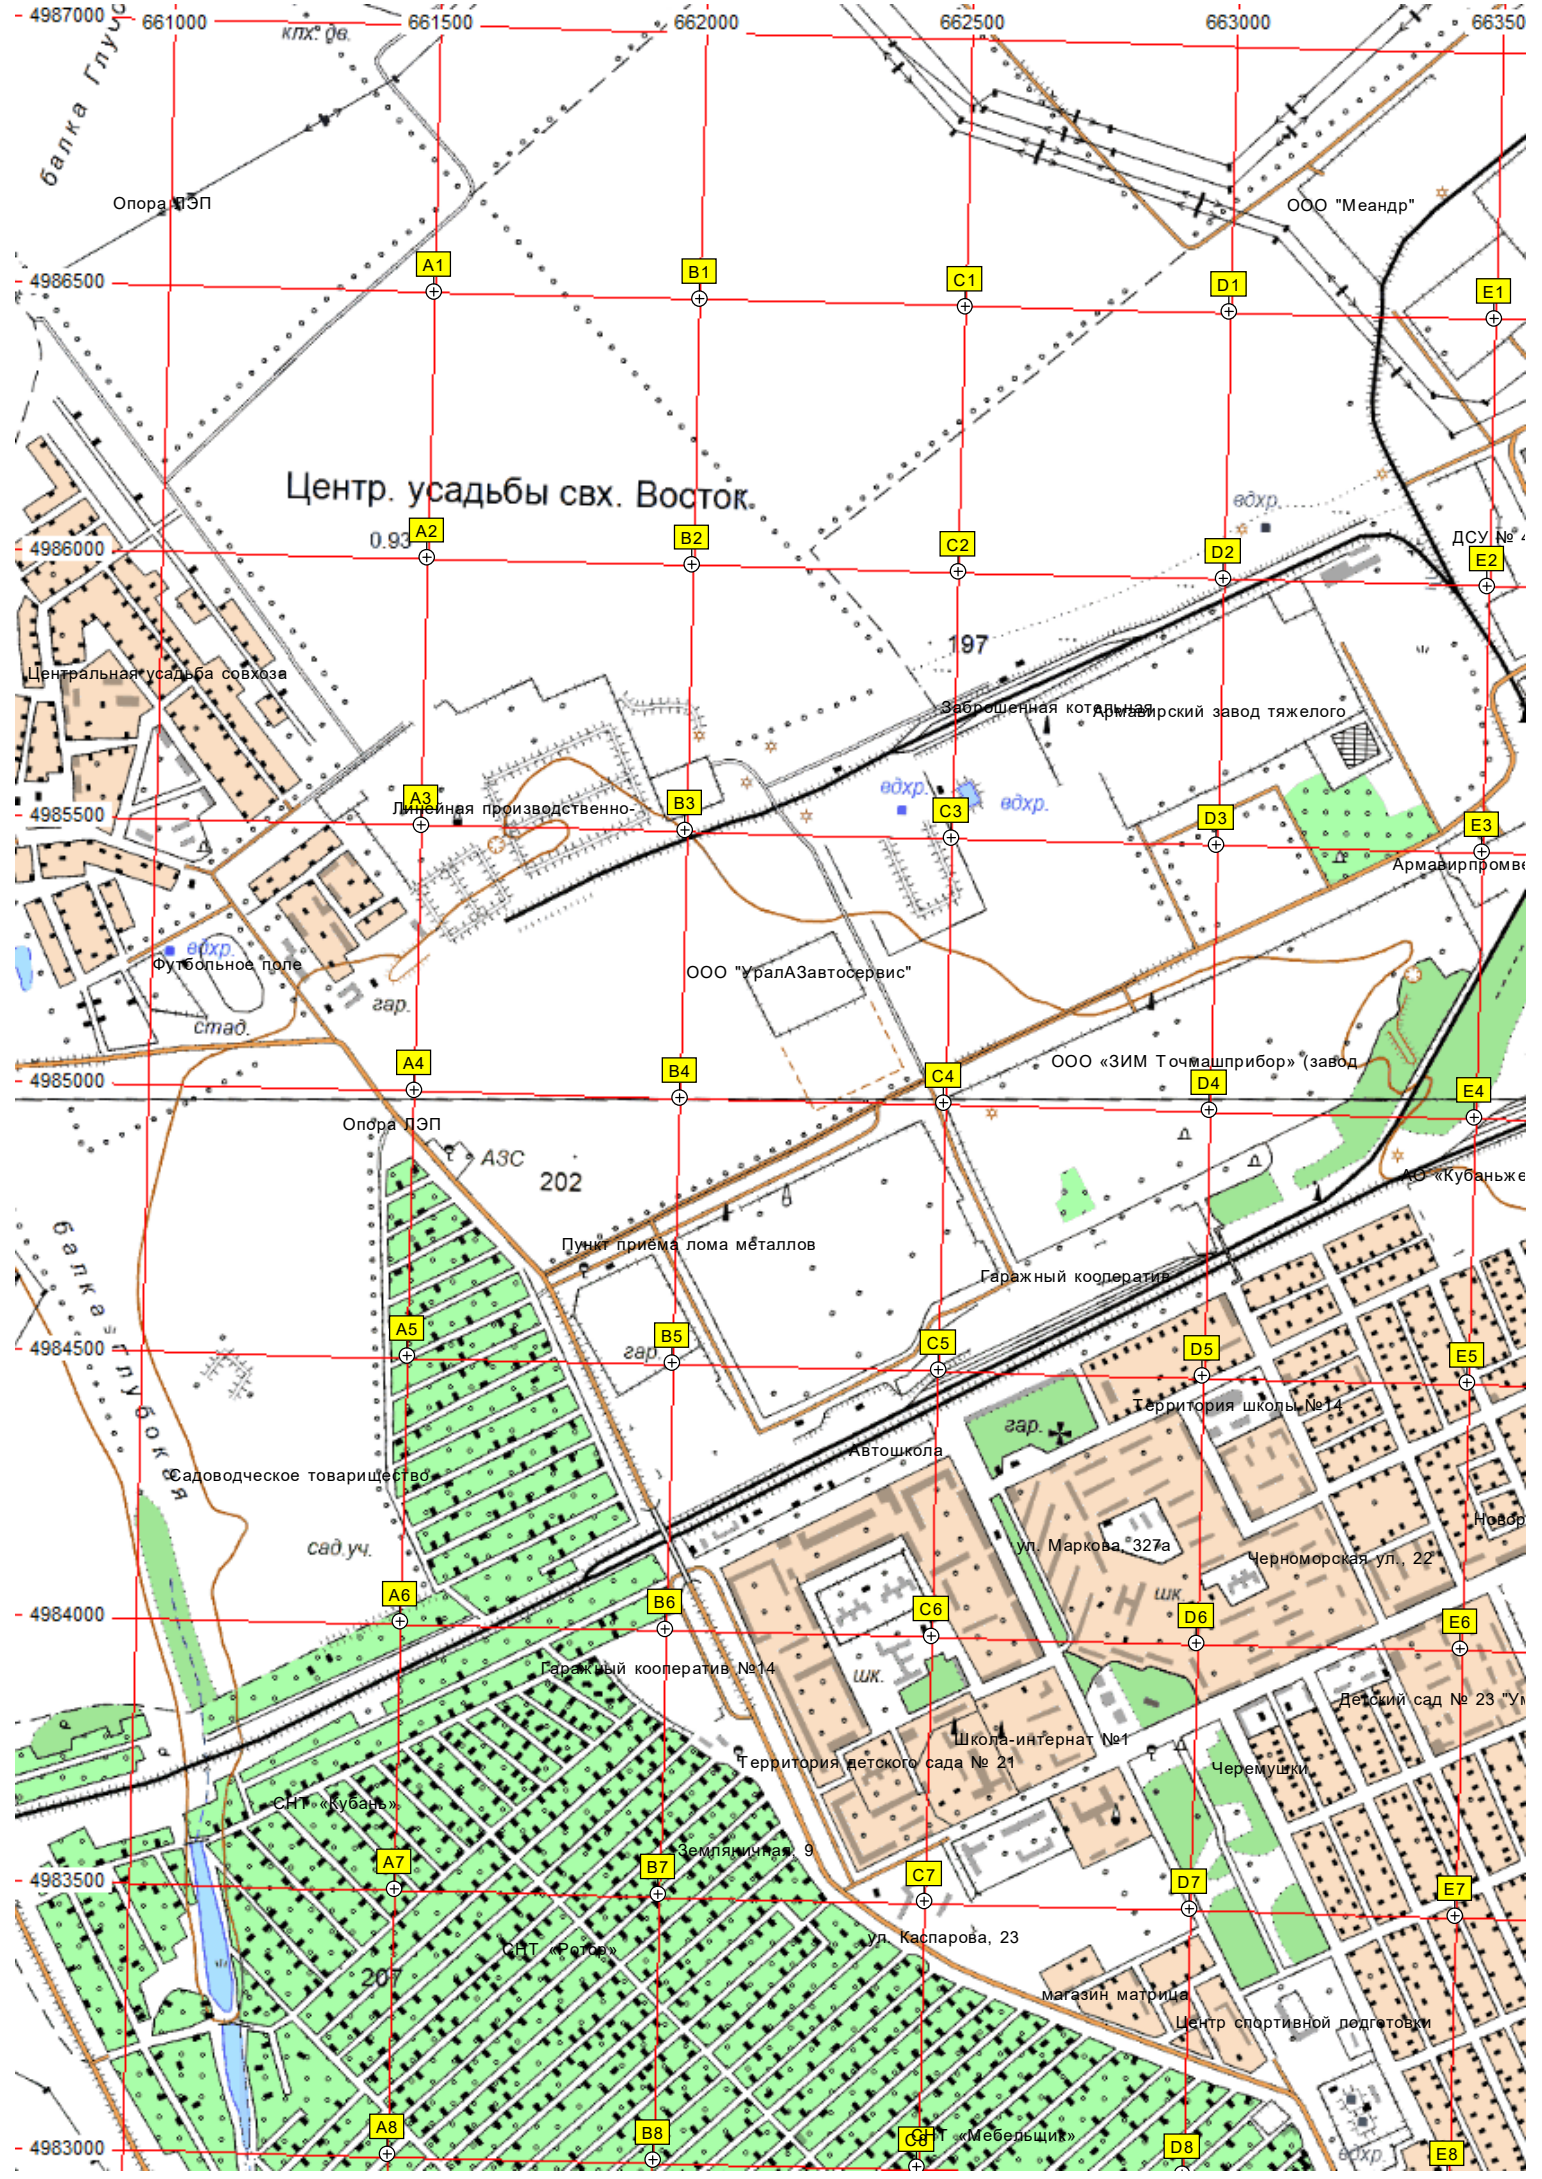 4987000 661000 661500 662000 662500 663000 66350
клх. дв.
балка Глубо
Опора ЛЭП
ООО "Меандр"
4986500 A1 B1 C1 D1 E1
Центр. усадьбы свх. Восток.
вдхр.
0.93
4986000 A2 B2 C2 D2 E2
ДСУ № 4
197
Центральная усадьба совхоза
Заброшенная котельная
Армавирский завод тяжелого
вдхр. вдхр.
4985500 A3 B3 C3 D3 E3
Линейная производственно-
Армавирпромве
вдхр.
Футбольное поле
ООО "УралАЗавтосервис"
гар.
стад.
ООО «ЗИМ Точмашприбор» (завод
4985000 A4 B4 C4 D4 E4
Опора ЛЭП
АЗС
202
АО «Кубаньже
балка глубокая
Пункт приёма лома металлов
Гаражный кооператив
4984500 A5 B5 C5 D5 E5
гар.
Территория школы №14
гар.
Автошкола
Садоводческое товарищество
Новор
сад.уч.
ул. Маркова, 327а
Черноморская ул., 22
шк.
4984000 A6 B6 C6 D6 E6
Гаражный кооператив №14
шк.
Детский сад № 23 "Ум
Школа-интернат №1
Территория детского сада № 21
Черемушки
СНТ «Кубань»
Земляничная, 9
4983500 A7 B7 C7 D7 E7
ул. Каспарова, 23
СНТ «Ротор»
207
магазин матрица
Центр спортивной подготовки
4983000 A8 B8 C8 D8 E8
СНТ «Мебельщик»
вдхр.